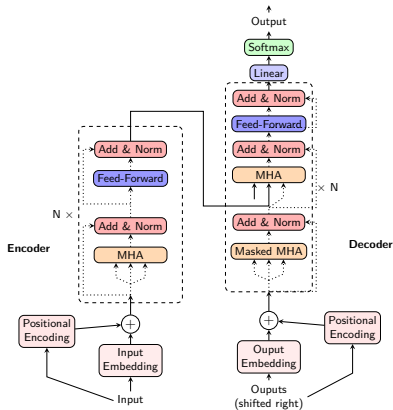 Output
Softmax
Linear
Add & Norm
Feed-Forward
Add & Norm
MHA
× N
Add & Norm
Masked MHA
Decoder
Add & Norm
Feed-Forward
N ×
Add & Norm
MHA
Encoder
Positional
Encoding
+
Input
Embedding
Input
+
Positional
Encoding
Ouput
Embedding
Ouputs
(shifted right)